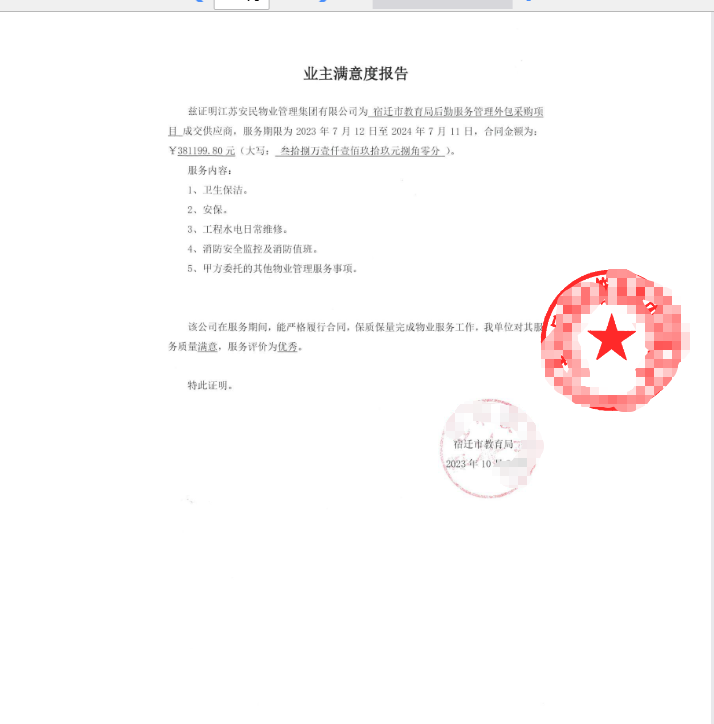 业主满意度报告
兹证明江苏安民物业管理集团有限公司为 宿迁市教育局后勤服务管理外包采购项
目 成交供应商，服务期限为 2023 年 7 月 12 日至 2024 年 7 月 11 日，合同金额为：
￥381199.80 元（大写： 叁拾捌万壹仟壹佰玖拾玖元捌角零分 ）。
服务内容：
1、卫生保洁。
2、安保。
3、工程水电日常维修。
4、消防安全监控及消防值班。
5、甲方委托的其他物业管理服务事项。
该公司在服务期间，能严格履行合同，保质保量完成物业服务工作，我单位对其服
务质量满意，服务评价为优秀。
特此证明。
宿迁市教育局
2023 年 10